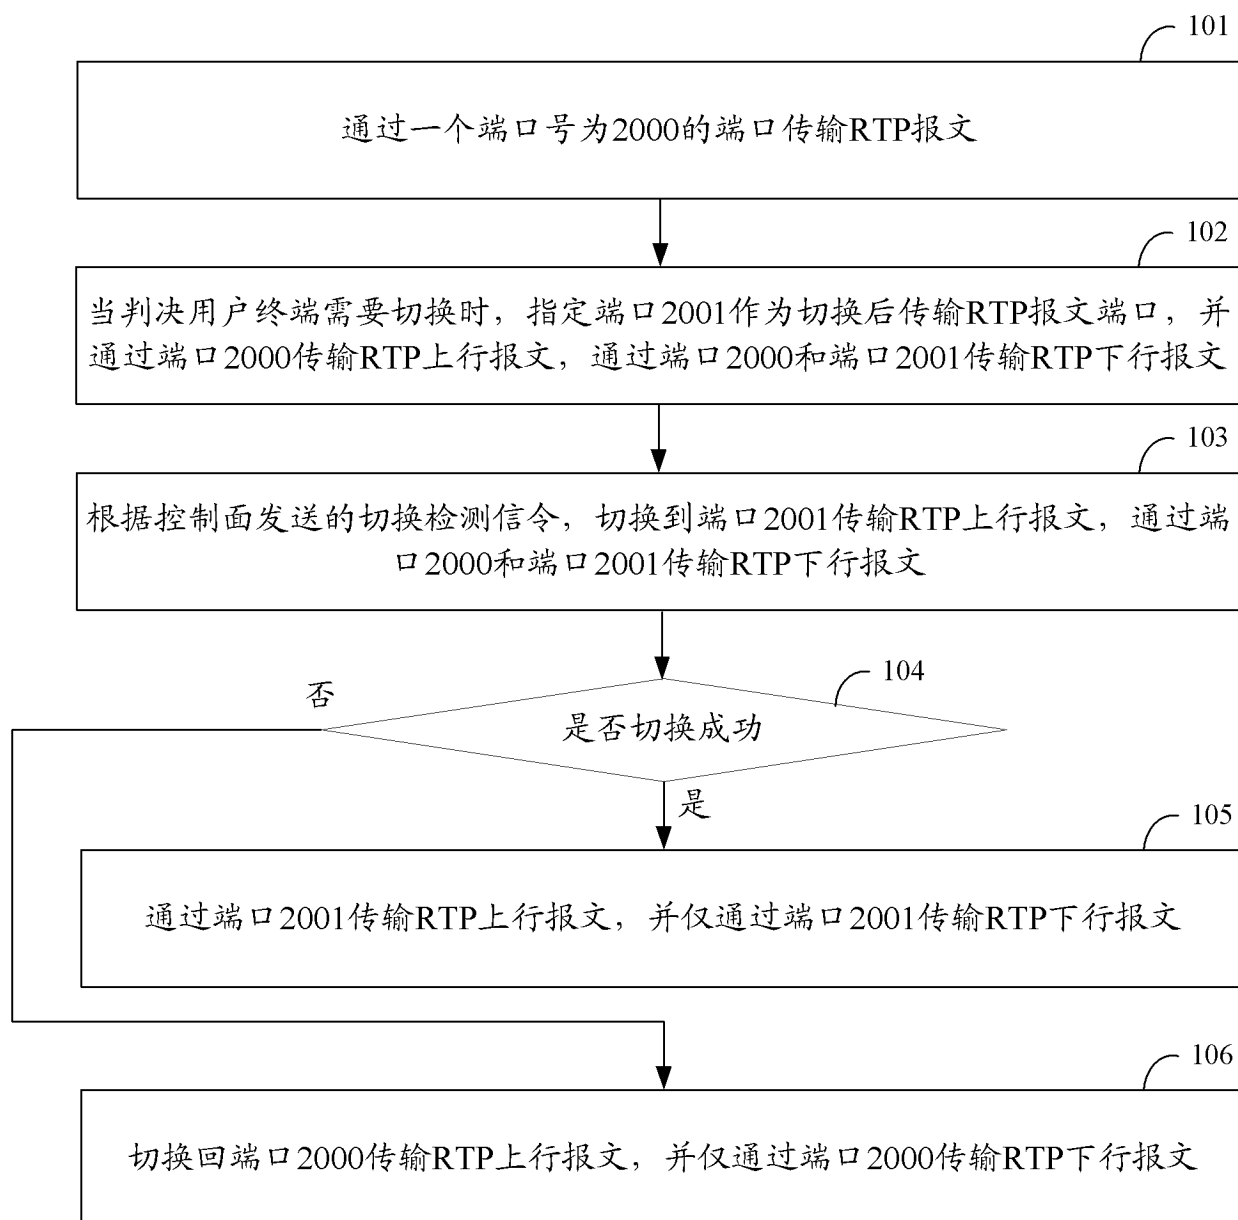 101
通过一个端口号为2000的端口传输RTP报文
102
当判决用户终端需要切换时，指定端口2001作为切换后传输RTP报文端口，并
通过端口2000传输RTP上行报文，通过端口2000和端口2001传输RTP下行报文
103
根据控制面发送的切换检测信令，切换到端口2001传输RTP上行报文，通过端
口2000和端口2001传输RTP下行报文
104
否
是否切换成功
是
105
通过端口2001传输RTP上行报文，并仅通过端口2001传输RTP下行报文
106
切换回端口2000传输RTP上行报文，并仅通过端口2000传输RTP下行报文